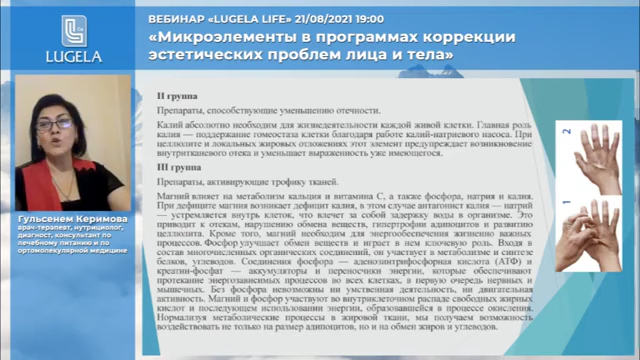 LUGELA
ВЕБИНАР «LUGELA LIFE» 21/08/2021 19:00
«Микроэлементы в программах коррекции
эстетических проблем лица и тела»
Гульсенем Керимова
врач-терапевт, нутрициолог,
диагност, консультант по
лечебному питанию и по
ортомолекулярной медицине
II группа
Препараты, способствующие уменьшению отечности.
Калий абсолютно необходим для жизнедеятельности каждой живой клетки. Главная роль
калия — поддержание гомеостаза клетки благодаря работе калий-натриевого насоса. При
целлюлите и локальных жировых отложениях этот элемент предупреждает возникновение
внутритканевого отека и уменьшает выраженность уже имеющегося.
III группа
Препараты, активирующие трофику тканей.
Магний влияет на метаболизм кальция и витамина С, а также фосфора, натрия и калия.
При дефиците магния возникает дефицит калия, в этом случае антагонист калия — натрий
— устремляется внутрь клеток, что влечет за собой задержку воды в организме. Это
приводит к отекам, нарушению обмена веществ, гипертрофии адипоцитов и развитию
целлюлита. Кроме того, магний необходим для энергообеспечения жизненно важных
процессов. Фосфор улучшает обмен веществ и играет в нем ключевую роль. Входя в
состав многочисленных органических соединений, он участвует в метаболизме и синтезе
белков, углеводов. Соединения фосфора — аденозинтрифосфорная кислота (АТФ) и
креатин-фосфат — аккумуляторы и переносчики энергии, которые обеспечивают
протекание энергозависимых процессов во всех клетках, в первую очередь нервных и
мышечных. Без фосфора невозможны ни умственная деятельность, ни двигательная
активность. Магний и фосфор участвуют во внутриклеточном распаде свободных жирных
кислот и последующем использовании энергии, образовавшейся в процессе окисления.
Нормализуя метаболические процессы в жировой ткани, мы получаем возможность
воздействовать не только на размер адипоцитов, но и на обмен жиров и углеводов.
2
1